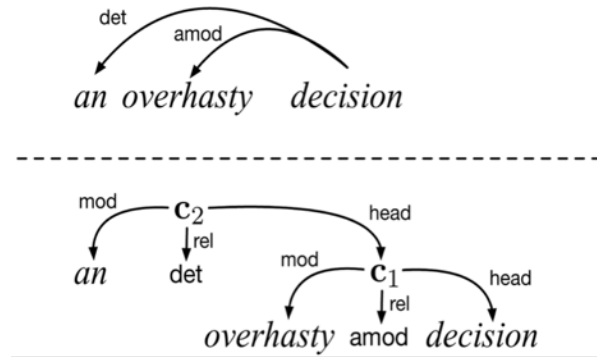 det
amod
an overhasty decision
mod c₂ head
rel
an det mod c₁ head
rel
overhasty amod decision